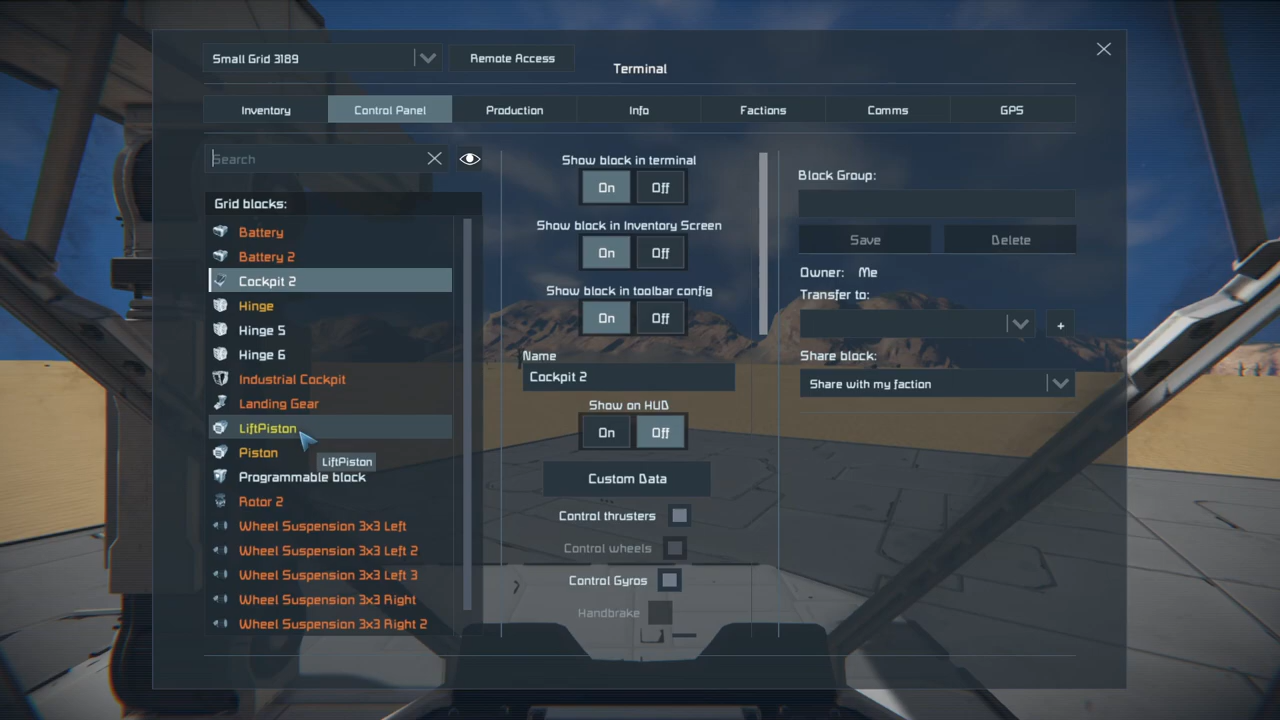 Small Grid 3189
Remote Access
Terminal
Inventory
Control Panel
Production
Info
Factions
Comms
GPS
Search
Grid blocks:
Battery
Battery 2
Cockpit 2
Hinge
Hinge 5
Hinge 6
Industrial Cockpit
Landing Gear
LiftPiston
Piston
LiftPiston
Programmable block
Rotor 2
Wheel Suspension 3x3 Left
Wheel Suspension 3x3 Left 2
Wheel Suspension 3x3 Left 3
Wheel Suspension 3x3 Right
Wheel Suspension 3x3 Right 2
Show block in terminal
On Off
Show block in Inventory Screen
On Off
Show block in toolbar config
On Off
Name
Cockpit 2
Show on HUD
On Off
Custom Data
Control thrusters
Control wheels
Control Gyros
Handbrake
Block Group:
Save
Delete
Owner: Me
Transfer to:
+
Share block:
Share with my faction